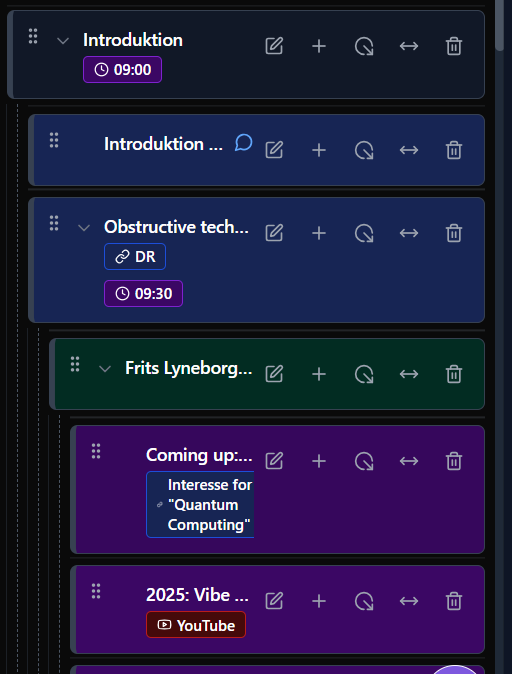 Introduktion
09:00
Introduktion ...
Obstructive tech...
DR
09:30
Frits Lyneborg...
Coming up:...
Interesse for
"Quantum
Computing"
2025: Vibe ...
YouTube